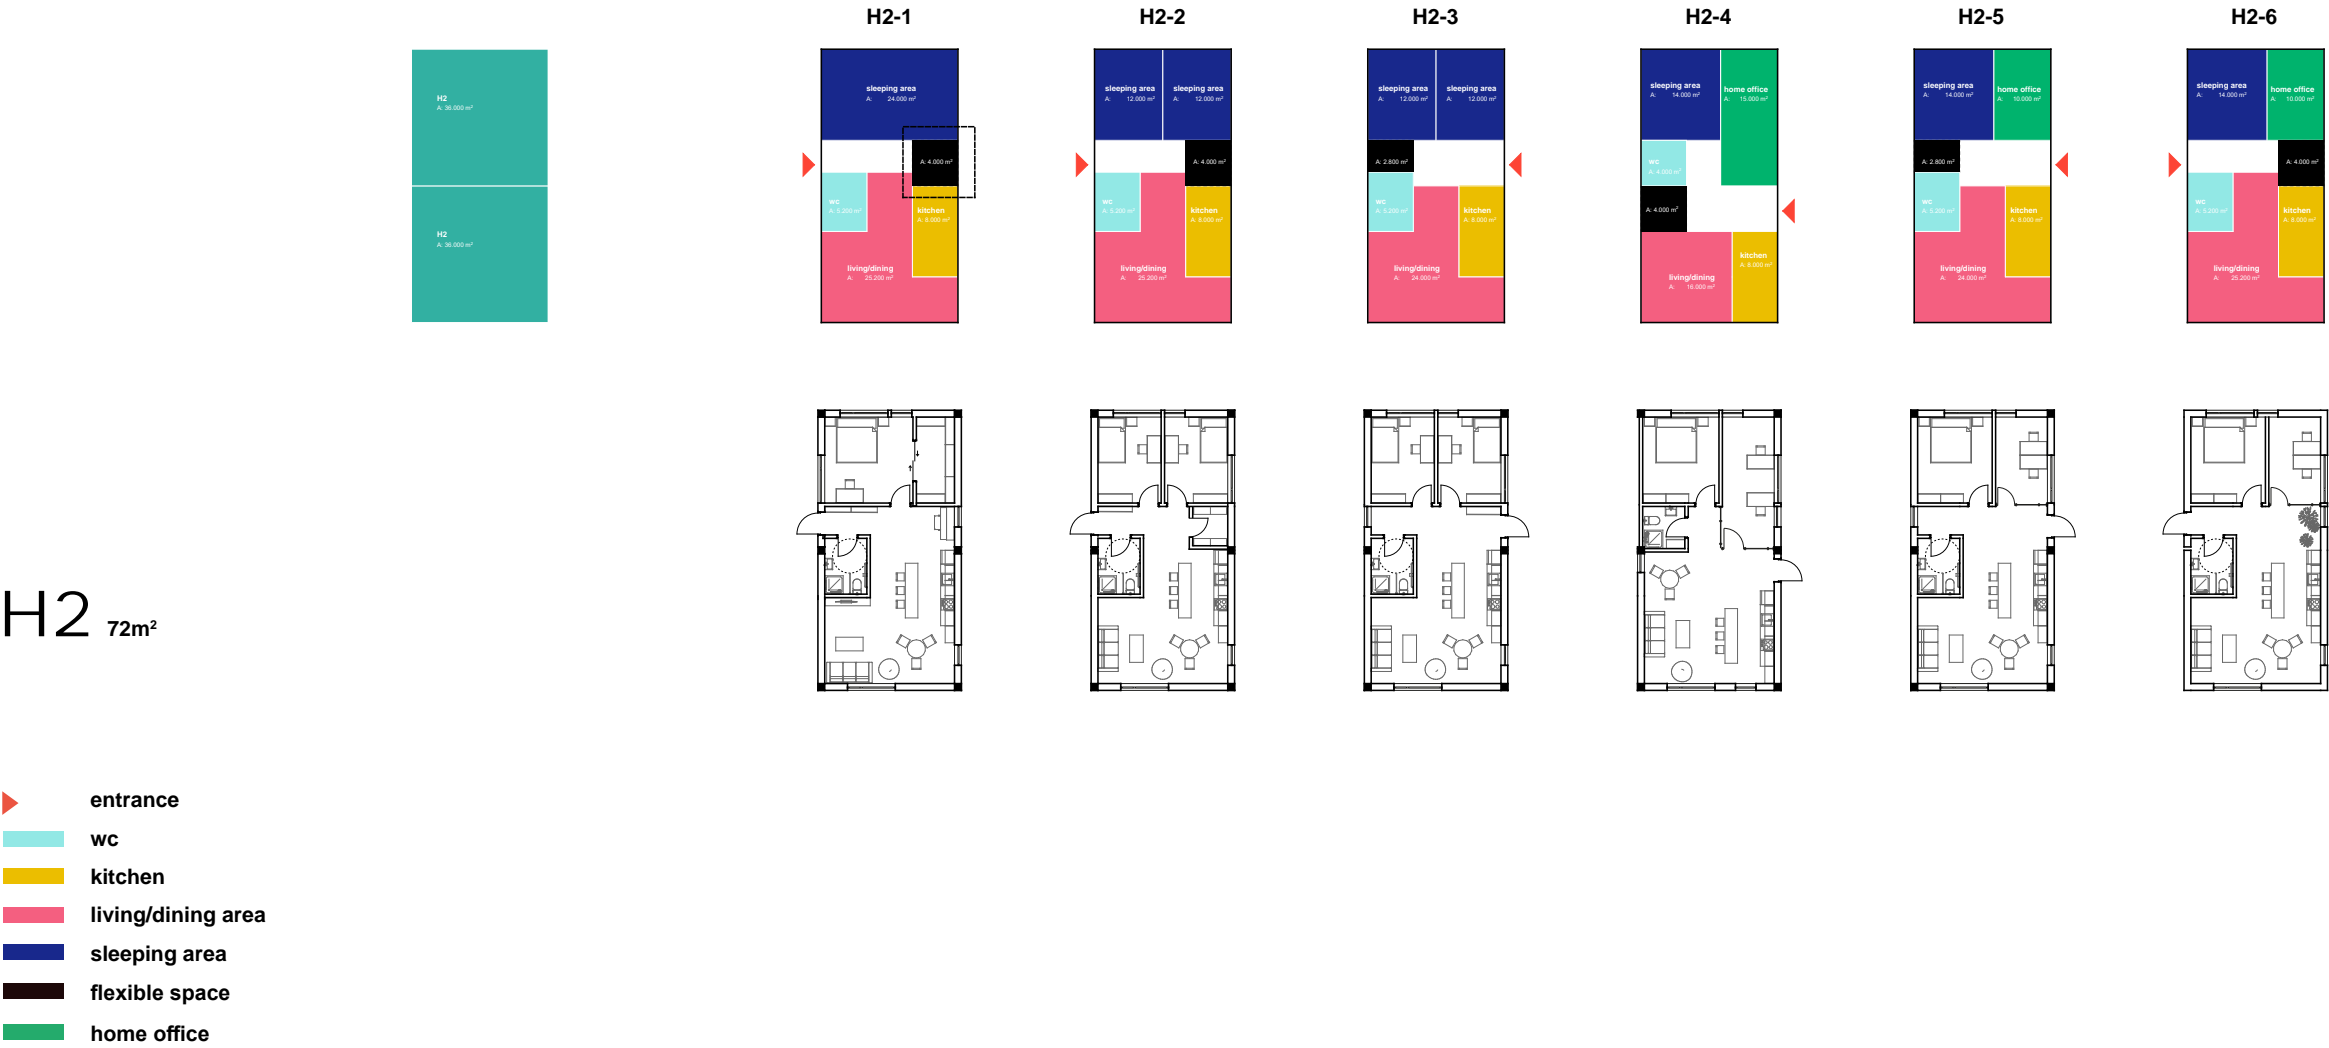 H2-1
H2-2
H2-3
H2-4
H2-5
H2-6
H2
A: 36.000 m²
H2
A: 36.000 m²
sleeping area
A: 24.000 m²
A: 4.000 m²
wc
A: 5.200 m²
kitchen
A: 8.000 m²
living/dining
A: 25.200 m²
sleeping area
A: 12.000 m²
sleeping area
A: 12.000 m²
A: 4.000 m²
wc
A: 5.200 m²
kitchen
A: 8.000 m²
living/dining
A: 25.200 m²
sleeping area
A: 12.000 m²
sleeping area
A: 12.000 m²
A: 2.800 m²
wc
A: 5.200 m²
kitchen
A: 8.000 m²
living/dining
A: 24.000 m²
sleeping area
A: 14.000 m²
home office
A: 15.000 m²
wc
A: 4.000 m²
A: 4.000 m²
kitchen
A: 8.000 m²
living/dining
A: 16.000 m²
sleeping area
A: 14.000 m²
home office
A: 10.000 m²
A: 2.800 m²
wc
A: 5.200 m²
kitchen
A: 8.000 m²
living/dining
A: 24.000 m²
sleeping area
A: 14.000 m²
home office
A: 10.000 m²
A: 4.000 m²
wc
A: 5.200 m²
kitchen
A: 8.000 m²
living/dining
A: 25.200 m²
H2 72m²
entrance
wc
kitchen
living/dining area
sleeping area
flexible space
home office